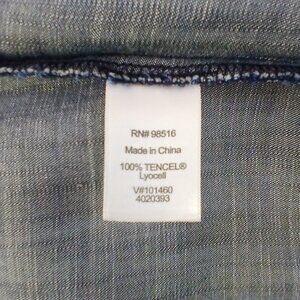 RN# 98516
Made in China
100% TENCEL®
Lyocell
V#101460
4020393